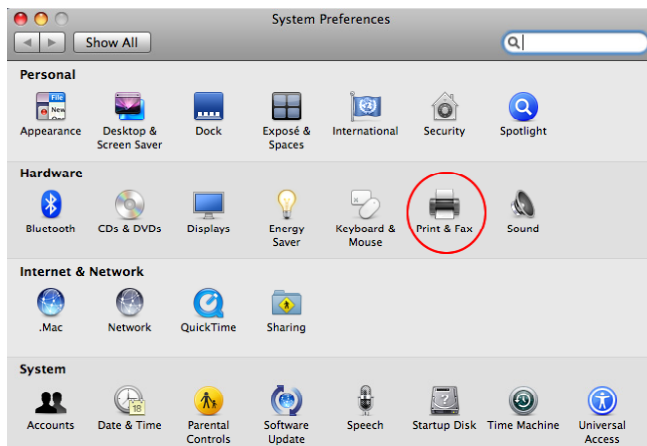 System Preferences
Show All
Personal
Appearance
Desktop & Screen Saver
Dock
Exposé & Spaces
International
Security
Spotlight
Hardware
Bluetooth
CDs & DVDs
Displays
Energy Saver
Keyboard & Mouse
Print & Fax
Sound
Internet & Network
.Mac
Network
QuickTime
Sharing
System
Accounts
Date & Time
Parental Controls
Software Update
Speech
Startup Disk
Time Machine
Universal Access